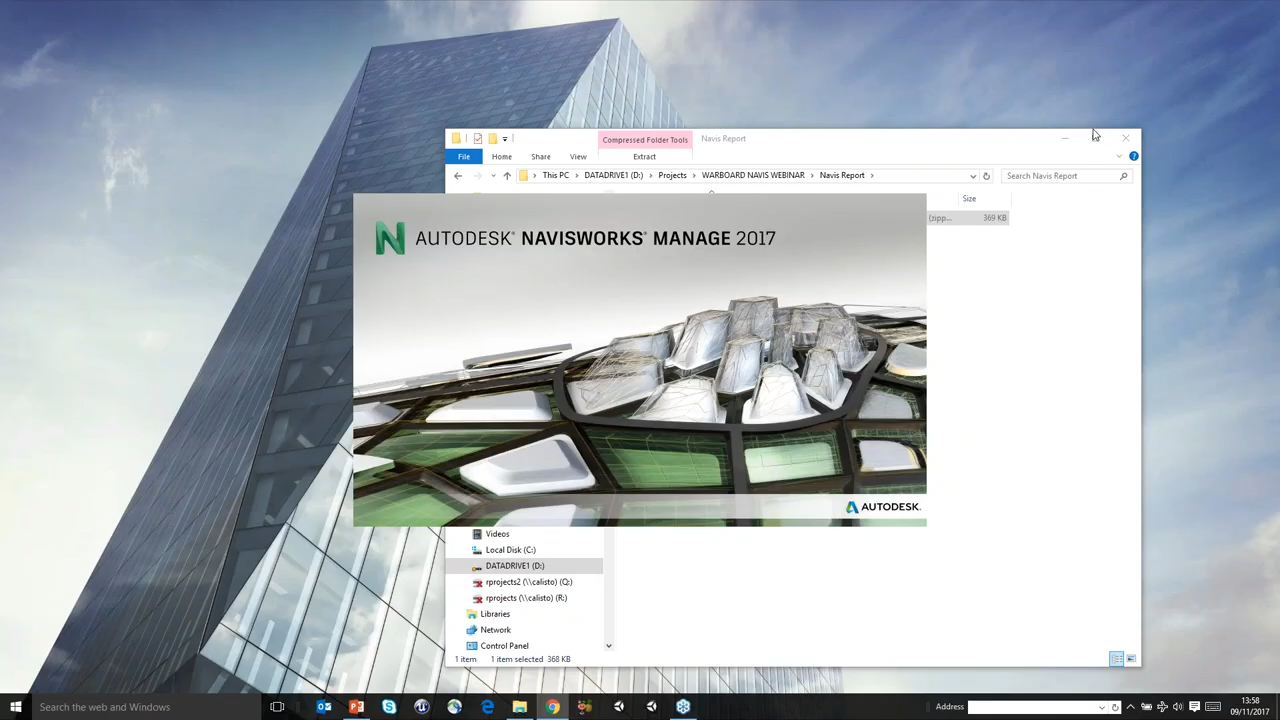 Compressed Folder Tools
Navis Report
File
Home
Share
View
Extract
This PC
DATADRIVE1 (D:)
Projects
WARBOARD NAVIS WEBINAR
Navis Report
Search Navis Report
Size
(zipp...
369 KB
AUTODESK® NAVISWORKS® MANAGE 2017
AUTODESK.
Videos
Local Disk (C:)
DATADRIVE1 (D:)
rprojects2 (\\calisto) (Q:)
rprojects (\\calisto) (R:)
Libraries
Network
Control Panel
1 item
1 item selected 368 KB
Search the web and Windows
Address
13:58
09/11/2017